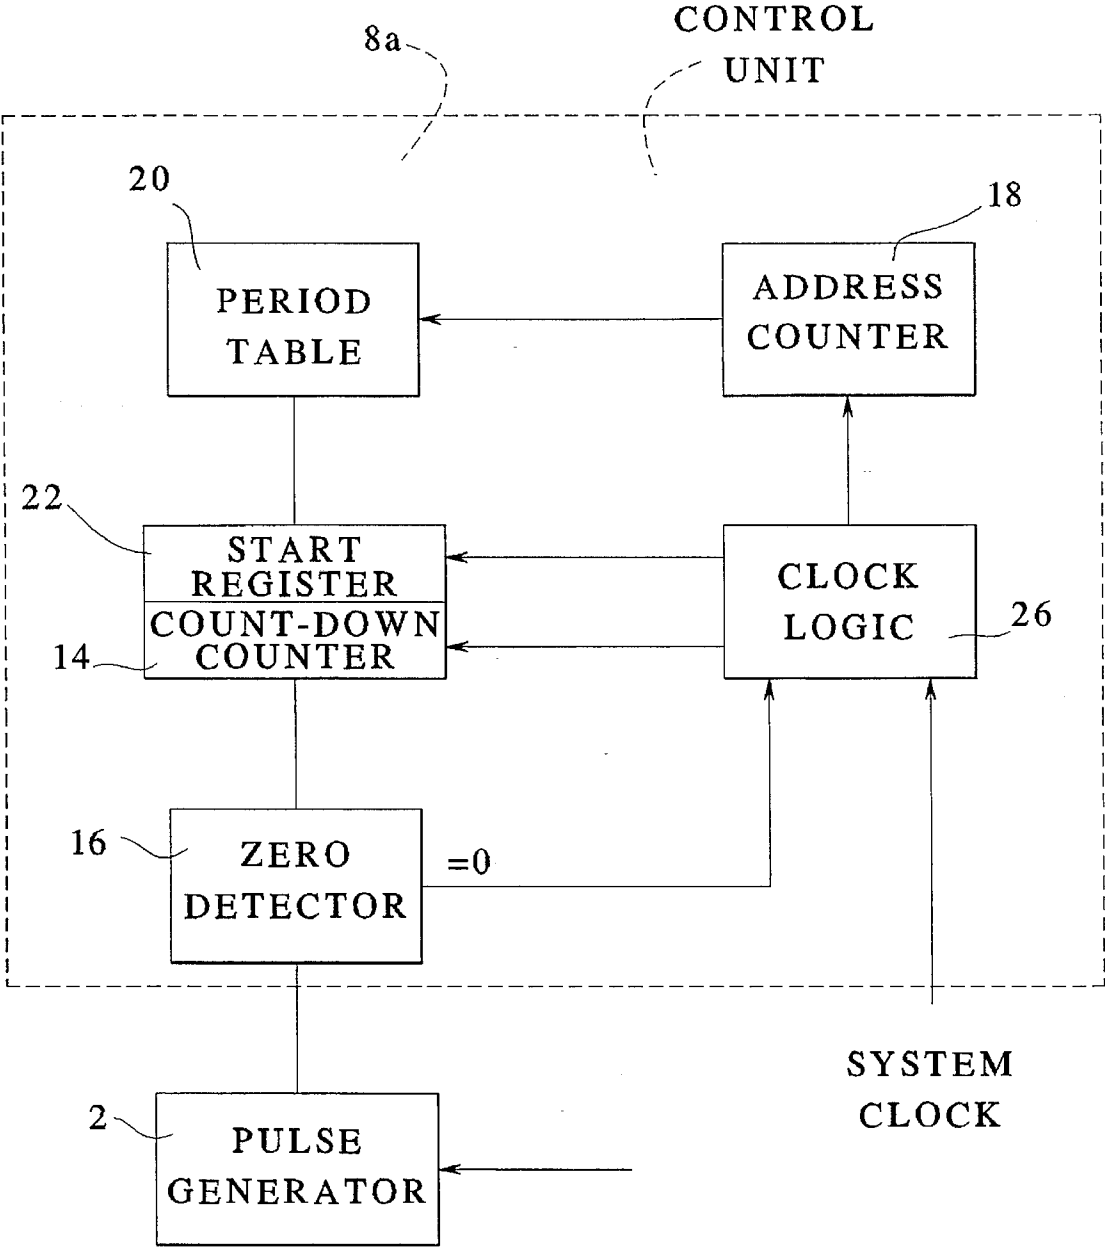 8a
CONTROL
UNIT
20
PERIOD
TABLE
18
ADDRESS
COUNTER
22
START
REGISTER
COUNT-DOWN
COUNTER
14
CLOCK
LOGIC
26
16
ZERO
DETECTOR
=0
SYSTEM
CLOCK
2
PULSE
GENERATOR